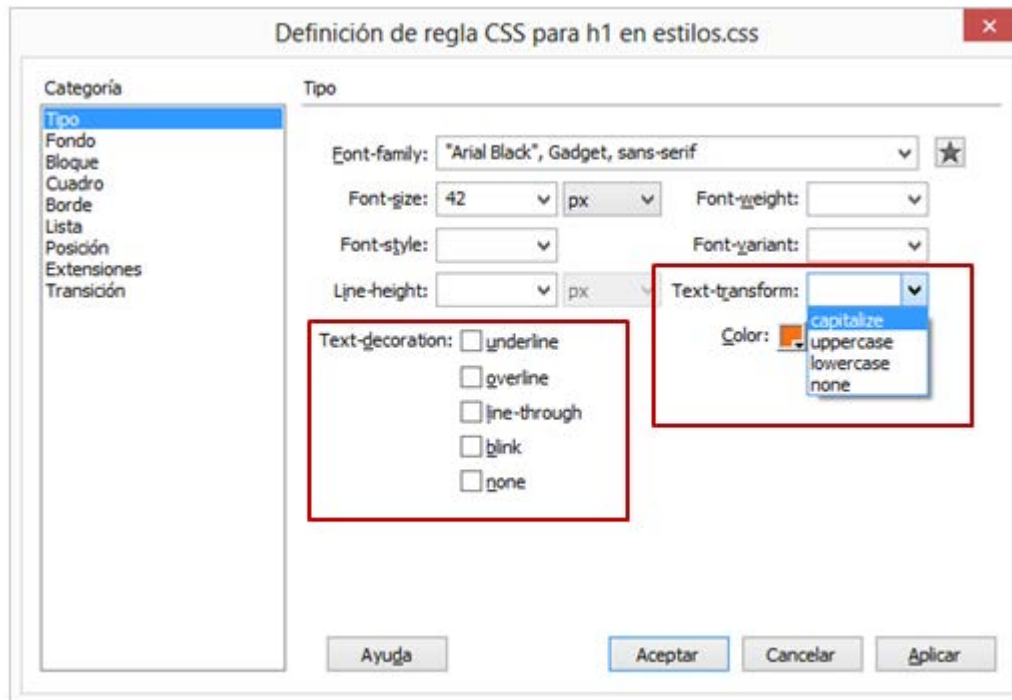 Definición de regla CSS para h1 en estilos.css
Categoría
Tipo
Fondo
Bloque
Cuadro
Borde
Lista
Posición
Extensiones
Transición
Tipo
Font-family: "Arial Black", Gadget, sans-serif
Font-size: 42 px Font-weight:
Font-style: Font-variant:
Line-height: px Text-transform:
capitalize
uppercase
lowercase
none
Color:
Text-decoration: underline
overline
line-through
blink
none
Ayuda Aceptar Cancelar Aplicar